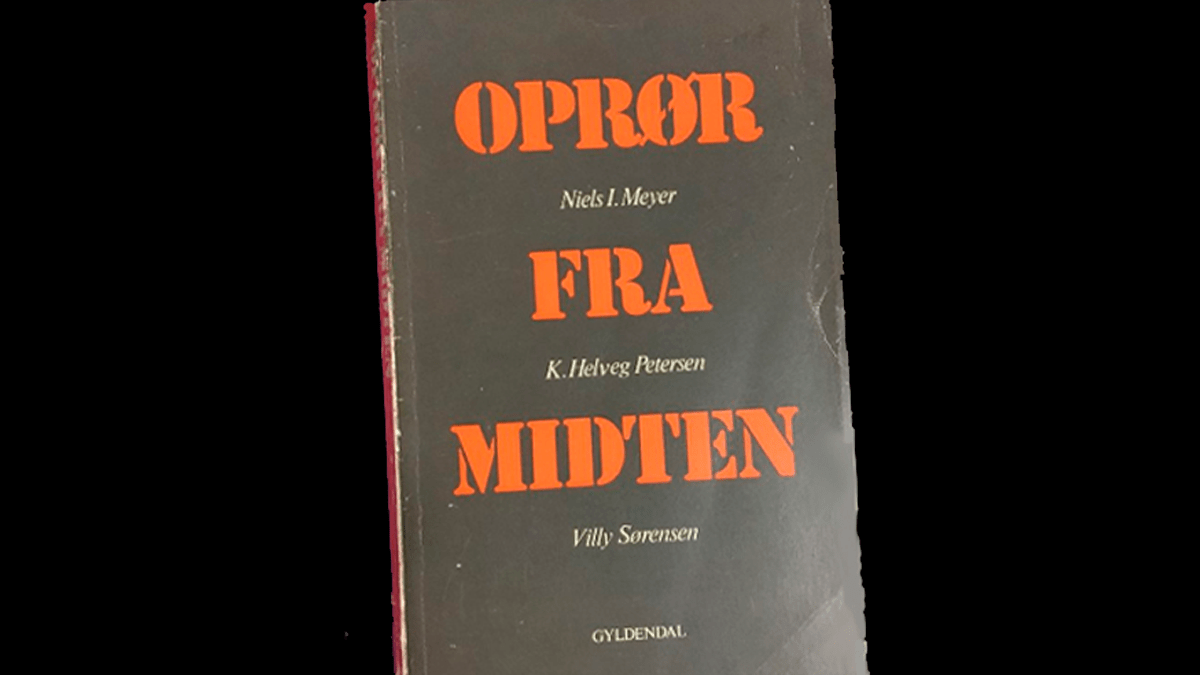 OPRØR
Niels I. Meyer
FRA
K. Helveg Petersen
MIDTEN
Villy Sørensen
GYLDENDAL